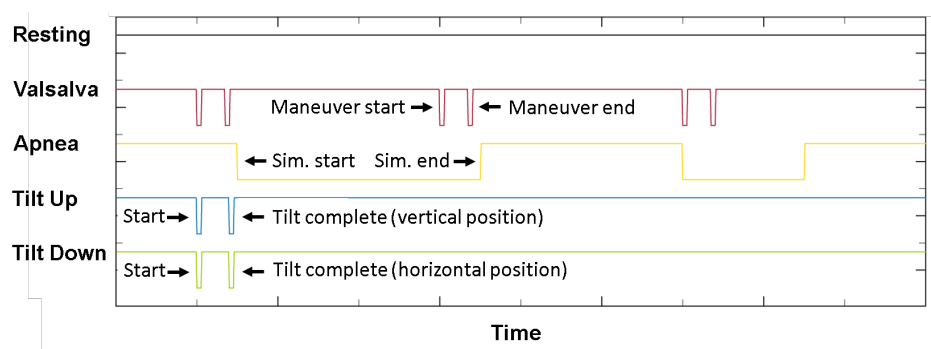 Resting
Valsalva
Maneuver start
Maneuver end
Apnea
Sim. start
Sim. end
Tilt Up
Start
Tilt complete (vertical position)
Tilt Down
Start
Tilt complete (horizontal position)
Time